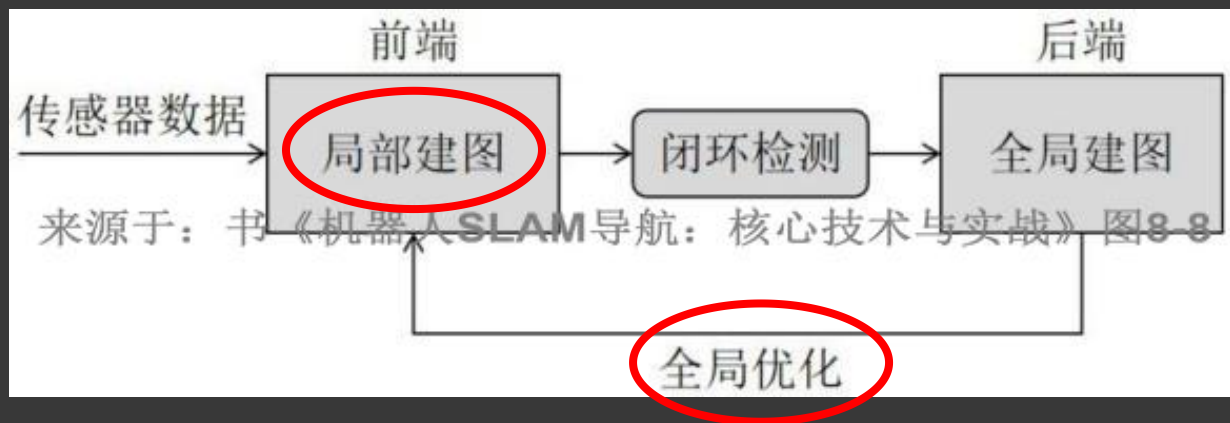 前端
后端
传感器数据
局部建图
闭环检测
全局建图
来源于：书《机器人SLAM导航：核心技术与实战》图8-8
全局优化